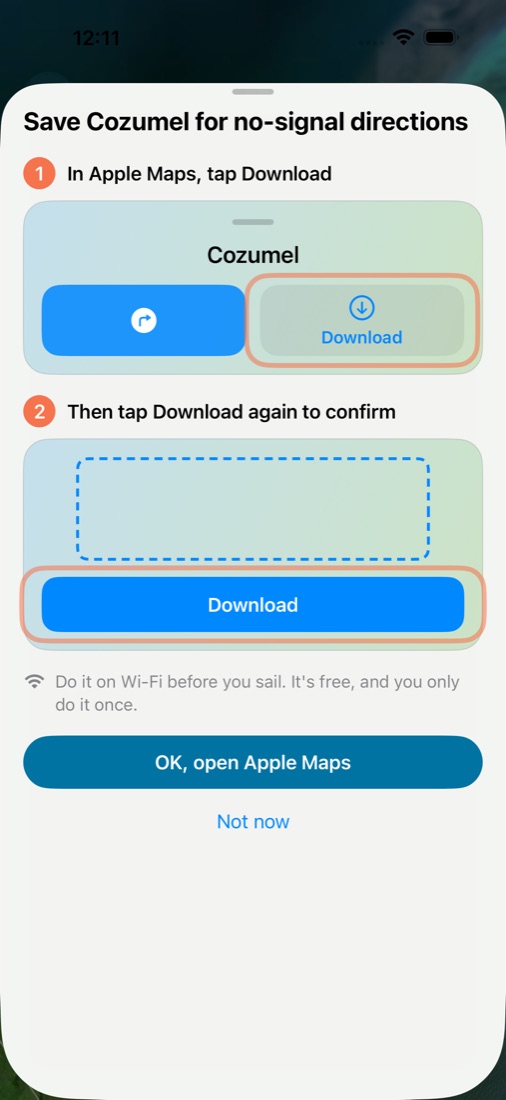 12:11
Save Cozumel for no-signal directions
1 In Apple Maps, tap Download
Cozumel
Download
2 Then tap Download again to confirm
Download
Do it on Wi-Fi before you sail. It's free, and you only
do it once.
OK, open Apple Maps
Not now